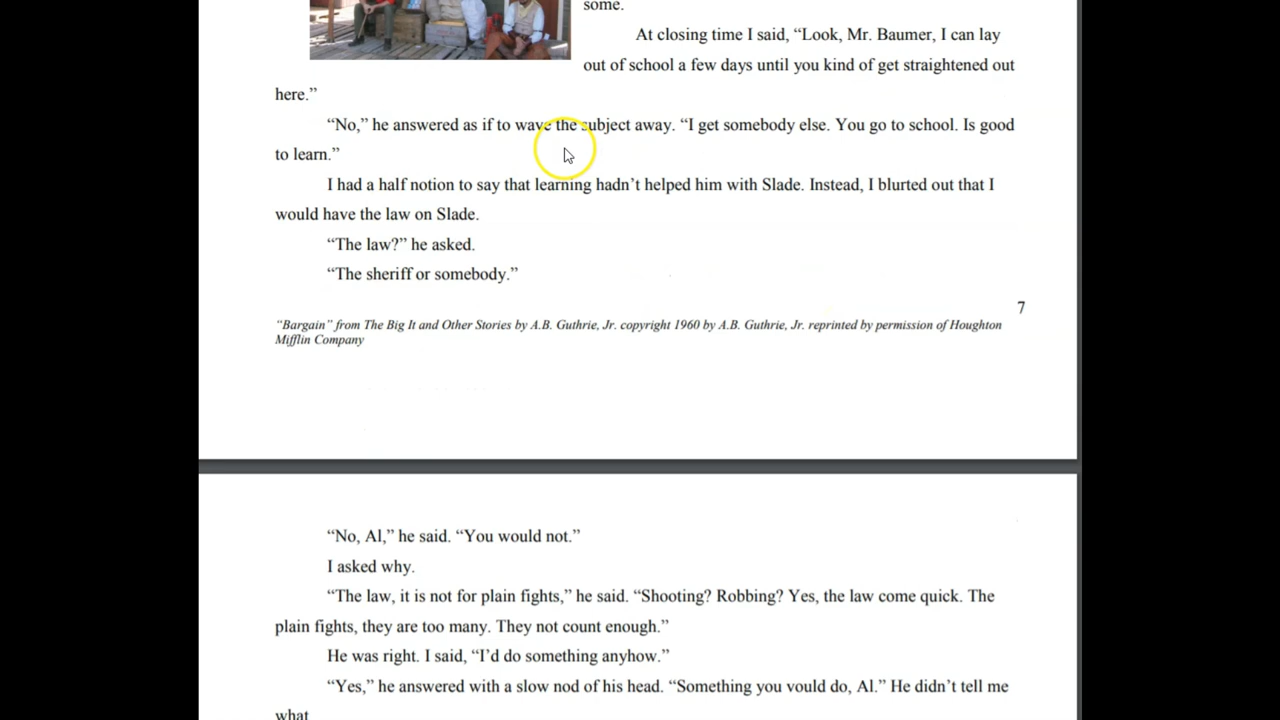 some.
At closing time I said, “Look, Mr. Baumer, I can lay
out of school a few days until you kind of get straightened out
here.”
“No,” he answered as if to wave the subject away. “I get somebody else. You go to school. Is good
to learn.”
I had a half notion to say that learning hadn’t helped him with Slade. Instead, I blurted out that I
would have the law on Slade.
“The law?” he asked.
“The sheriff or somebody.”
7
“Bargain” from The Big It and Other Stories by A.B. Guthrie, Jr. copyright 1960 by A.B. Guthrie, Jr. reprinted by permission of Houghton
Mifflin Company
“No, Al,” he said. “You would not.”
I asked why.
“The law, it is not for plain fights,” he said. “Shooting? Robbing? Yes, the law come quick. The
plain fights, they are too many. They not count enough.”
He was right. I said, “I’d do something anyhow.”
“Yes,” he answered with a slow nod of his head. “Something you vould do, Al.” He didn’t tell me
what